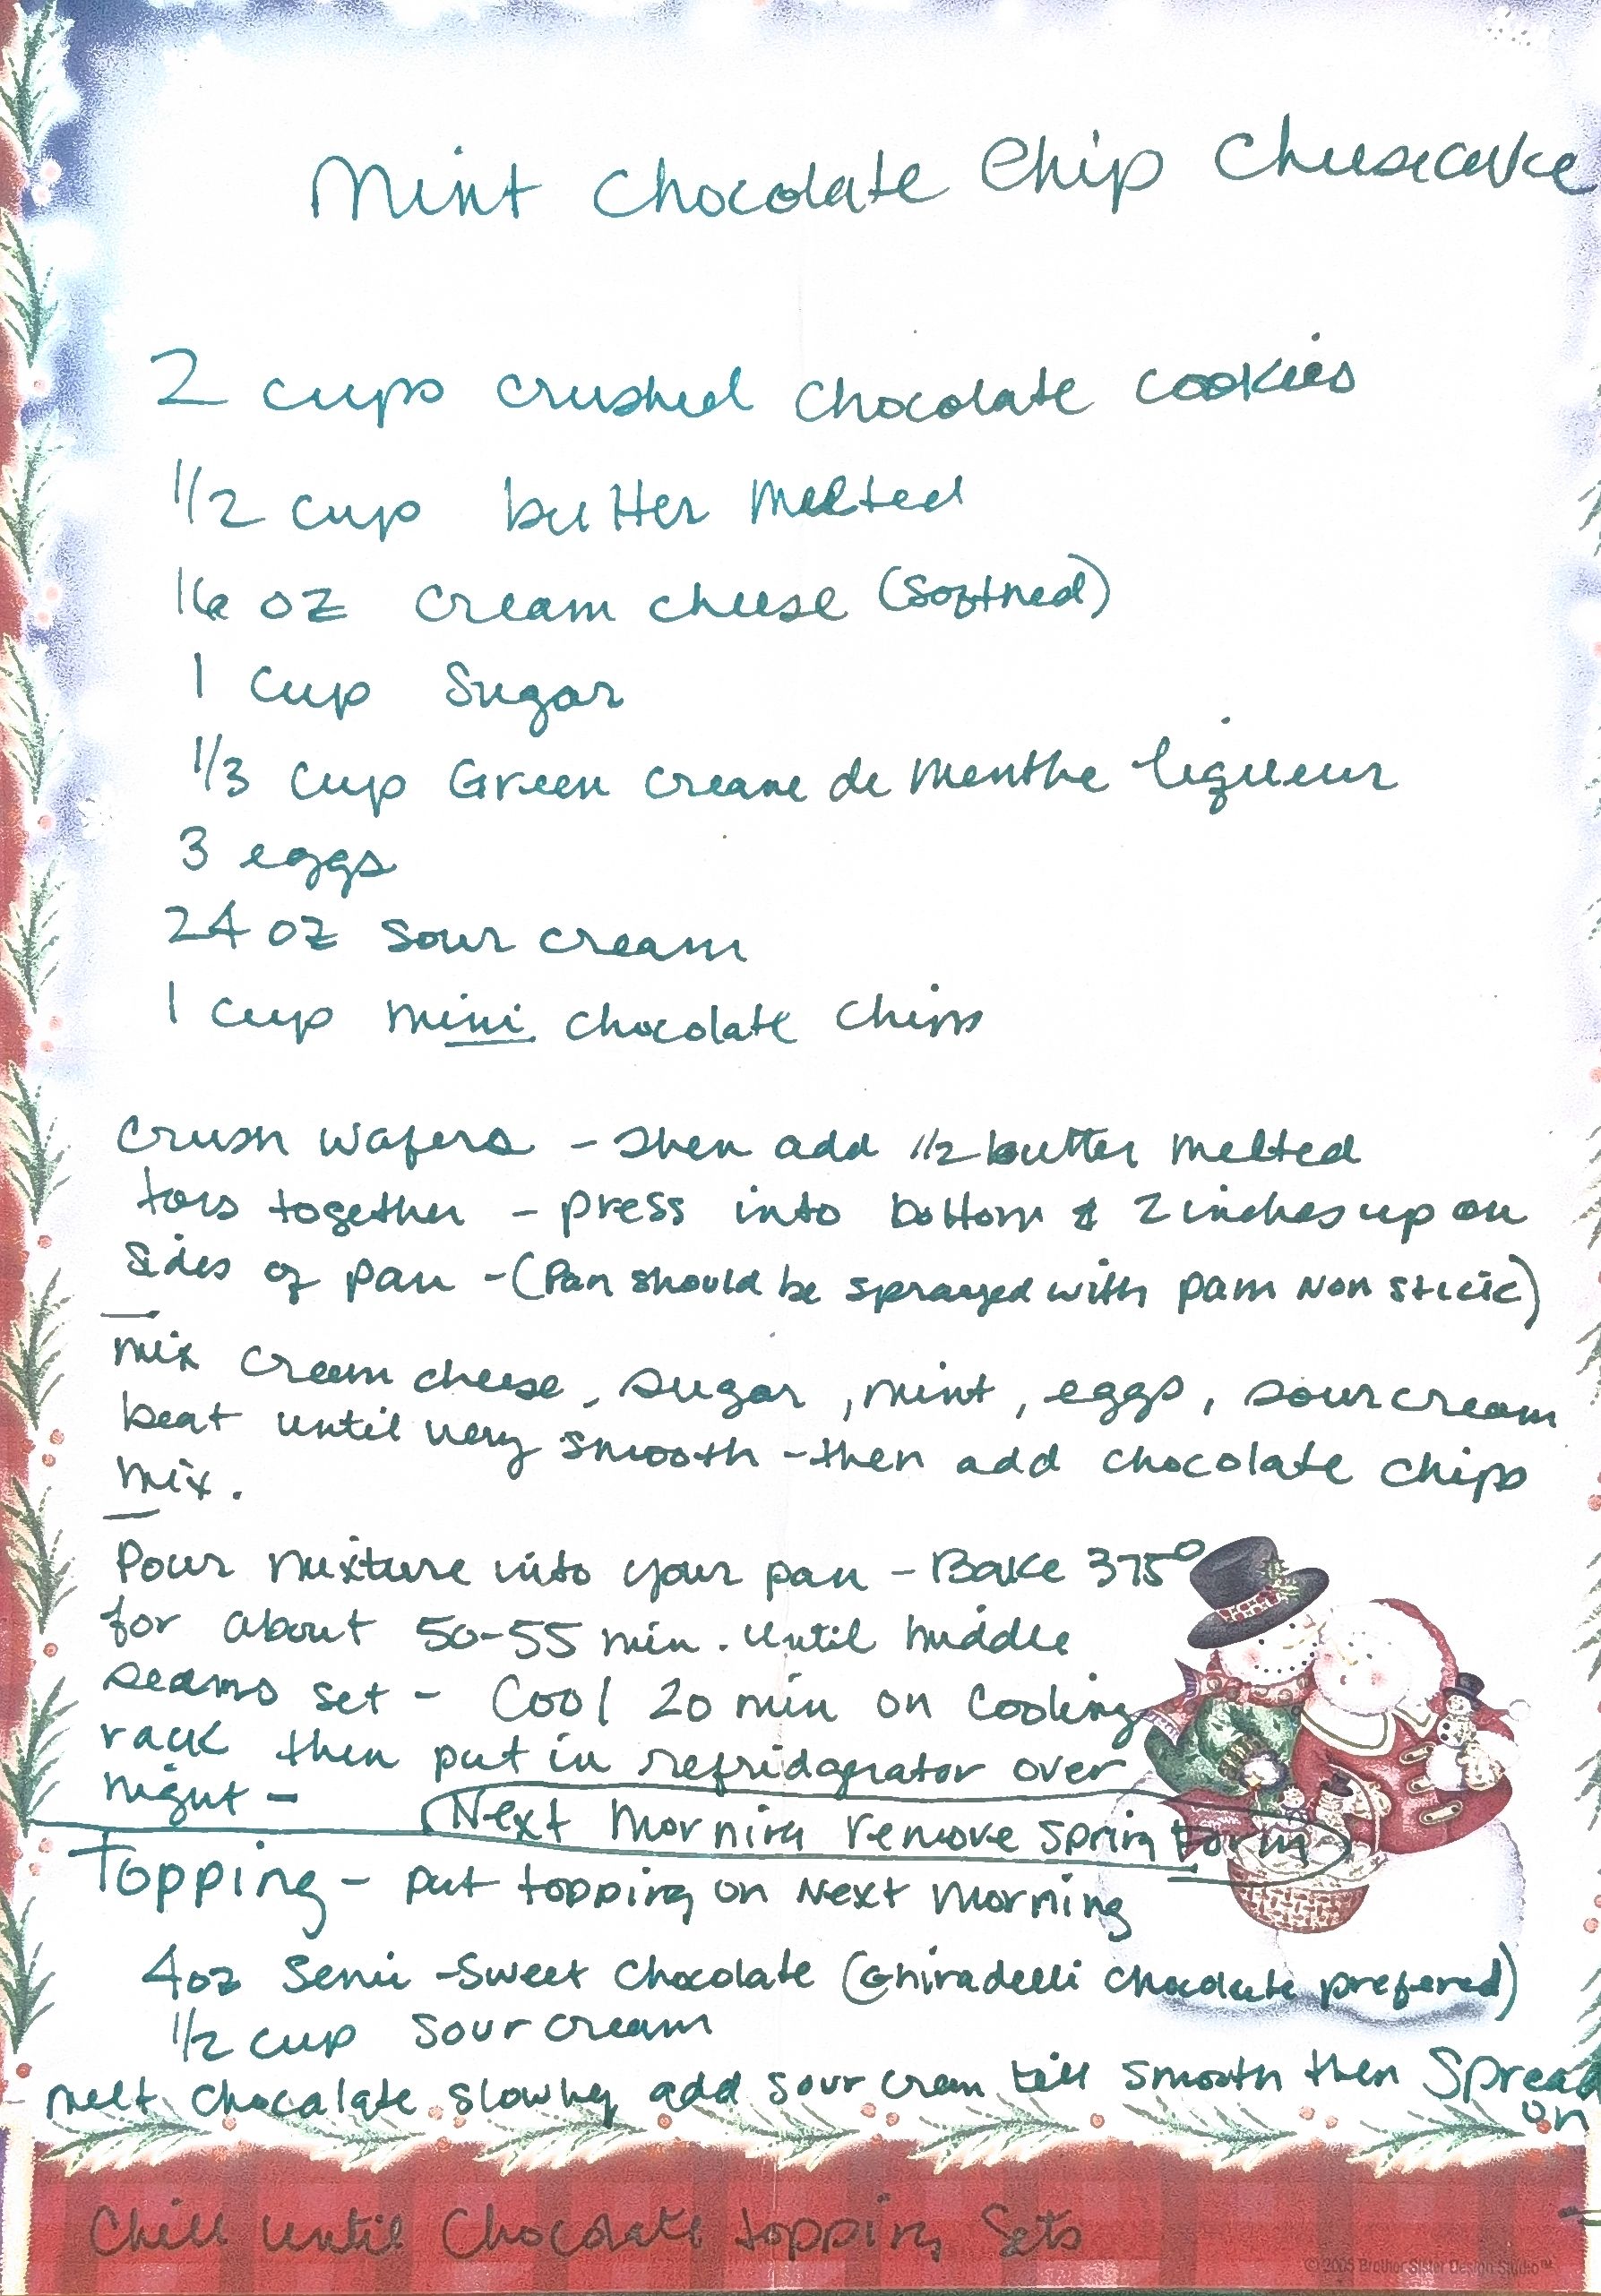 Mint Chocolate Chip Cheesecake
2 cups crushed chocolate cookies
1/2 cup butter melted
16 oz cream cheese (Softned)
1 cup Sugar
1/3 cup Green Creame de Menthe liqueur
3 eggs
24 oz sour cream
1 cup mini chocolate chips
Crush wafers - then add 1/2 butter melted
toss together - press into bottom & 2 inches up on
sides of pan - (Pan should be sprayed with pam Non stick)
mix cream cheese, sugar, mint, eggs, sour cream
beat until very smooth - then add chocolate chips
mix.
Pour mixture into your pan - Bake 375°
for about 50-55 min. until middle
seams set - Cool 20 min on Cooling
rack then put in refridgerator over
night - Next Morning remove Spring Form
Topping - put topping on Next Morning
4oz Semi-Sweet Chocolate (Ghiradelli chocolate prefered)
1/2 cup Sour cream
melt chocalate slowly add sour cream till smooth then Spread
on
Chill until Chocolate topping Sets
©2005 Brother Sister Design Studio™